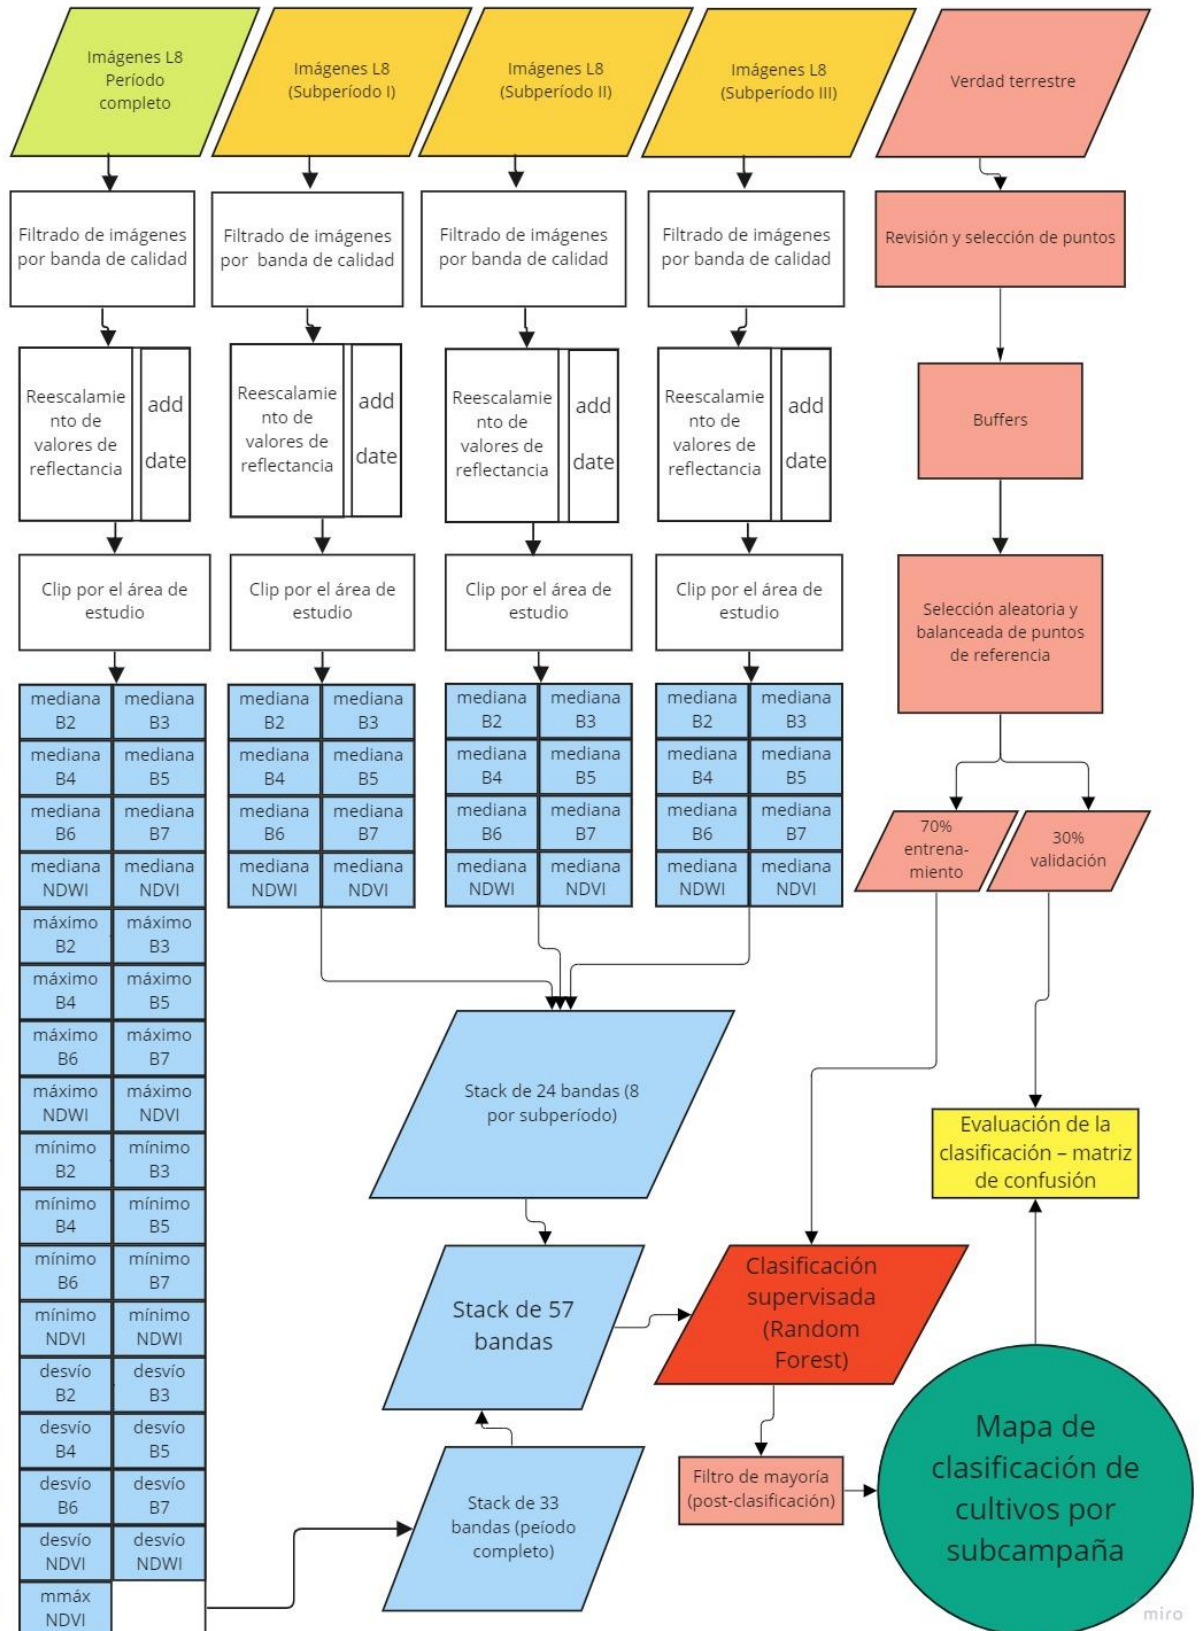 Imágenes L8
Período
completo
Imágenes L8
(Subperíodo I)
Imágenes L8
(Subperíodo II)
Imágenes L8
(Subperíodo III)
Verdad terrestre
Filtrado de imágenes
por banda de calidad
Filtrado de imágenes
por banda de calidad
Filtrado de imágenes
por banda de calidad
Filtrado de imágenes
por banda de calidad
Revisión y selección de puntos
Reescalamie
nto de
valores de
reflectancia
add
date
Reescalamie
nto de
valores de
reflectancia
add
date
Reescalamie
nto de
valores de
reflectancia
add
date
Reescalamie
nto de
valores de
reflectancia
add
date
Buffers
Clip por el área de
estudio
Clip por el área de
estudio
Clip por el área de
estudio
Clip por el área de
estudio
Selección aleatoria y
balanceada de puntos
de referencia
mediana
B2
mediana
B3
mediana
B4
mediana
B5
mediana
B6
mediana
B7
mediana
NDWI
mediana
NDVI
máximo
B2
máximo
B3
máximo
B4
máximo
B5
máximo
B6
máximo
B7
máximo
NDWI
máximo
NDVI
mínimo
B2
mínimo
B3
mínimo
B4
mínimo
B5
mínimo
B6
mínimo
B7
mínimo
NDVI
mínimo
NDWI
desvío
B2
desvío
B3
desvío
B4
desvío
B5
desvío
B6
desvío
B7
desvío
NDVI
desvío
NDWI
mmáx
NDVI
mediana
B2
mediana
B3
mediana
B4
mediana
B5
mediana
B6
mediana
B7
mediana
NDWI
mediana
NDVI
mediana
B2
mediana
B3
mediana
B4
mediana
B5
mediana
B6
mediana
B7
mediana
NDWI
mediana
NDVI
mediana
B2
mediana
B3
mediana
B4
mediana
B5
mediana
B6
mediana
B7
mediana
NDWI
mediana
NDVI
70%
entrena-
miento
30%
validación
Stack de 24 bandas (8
por subperíodo)
Evaluación de la
clasificación – matriz
de confusión
Stack de 57
bandas
Clasificación
supervisada
(Random
Forest)
Stack de 33
bandas (peíodo
completo)
Filtro de mayoría
(post-clasificación)
Mapa de
clasificación de
cultivos por
subcampaña
miro